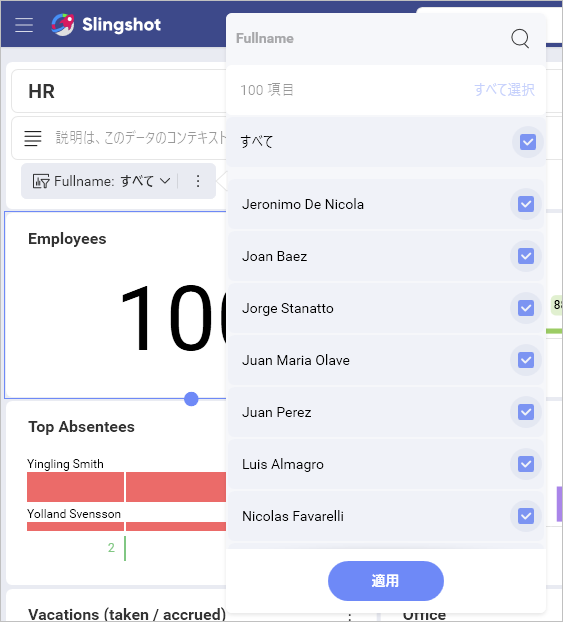 Slingshot
HR
説明は、このデータのコンテキスト
Fullname: すべて
Employees
Top Absentees
Yingling Smith
Yolland Svensson
2
Vacations (taken / accrued)
Office
Fullname
100 項目
すべて選択
すべて
Jeronimo De Nicola
Joan Baez
Jorge Stanatto
Juan Maria Olave
Juan Perez
Luis Almagro
Nicolas Favarelli
適用